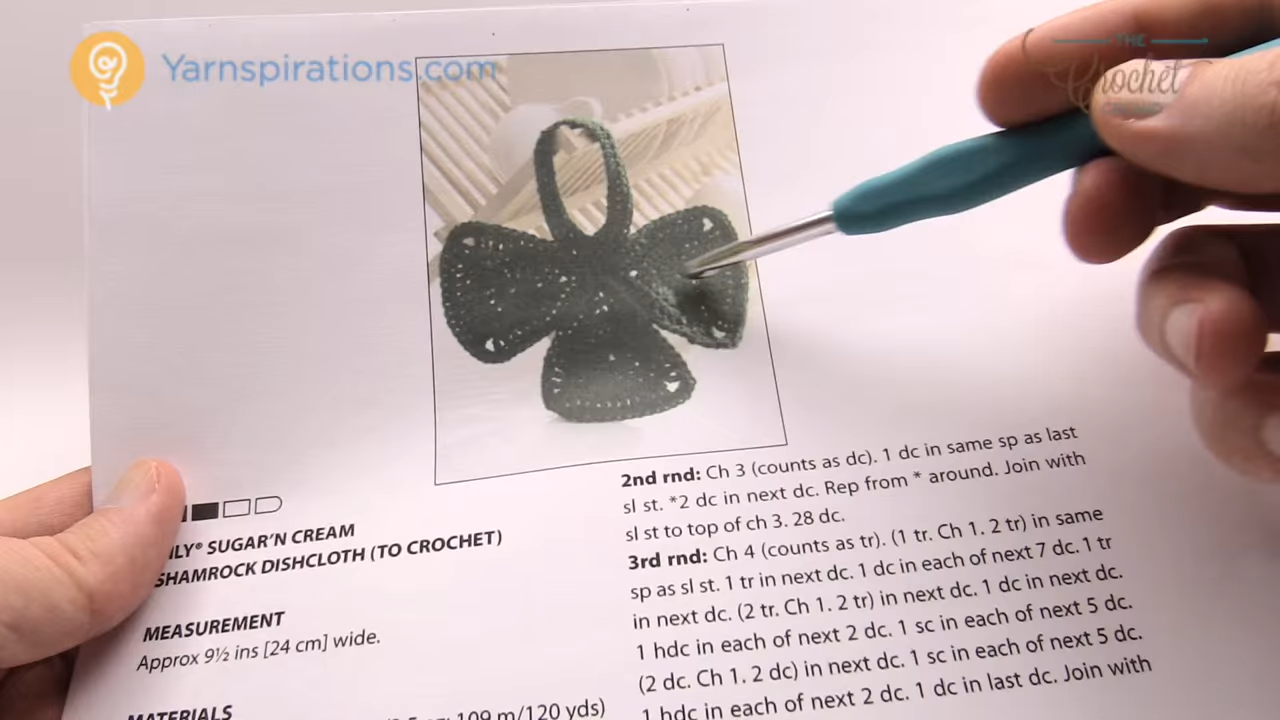 Yarnspirations.com
THE
Crochet
SUGAR'N CREAM
SHAMROCK DISHCLOTH (TO CROCHET)
MEASUREMENT
Approx 9½ ins [24 cm] wide.
MATERIALS
109 m/120 yds)
2nd rnd: Ch 3 (counts as dc). 1 dc in same sp as last
sl st. *2 dc in next dc. Rep from * around. Join with
sl st to top of ch 3. 28 dc.
3rd rnd: Ch 4 (counts as tr). (1 tr. Ch 1. 2 tr) in same
sp as sl st. 1 tr in next dc. 1 dc in each of next 7 dc. 1 tr
in next dc. (2 tr. Ch 1. 2 tr) in next dc. 1 dc in next dc.
1 hdc in each of next 2 dc. 1 sc in each of next 5 dc.
(2 dc. Ch 1. 2 dc) in next dc. 1 sc in each of next 5 dc.
1 hdc in each of next 2 dc. 1 dc in last dc. Join with